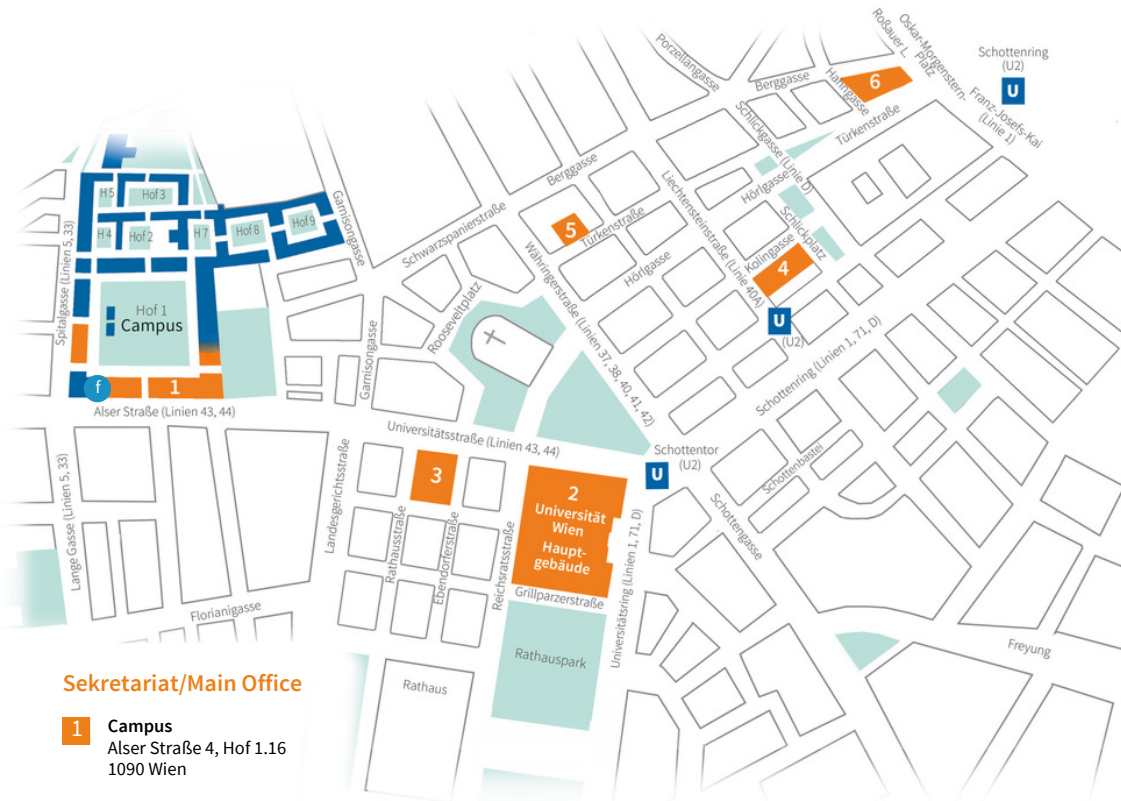 Roßauer L.
Oskar-Morgenstern-
Platz
Schottenring
(U2)
U
Franz-Josefs-Kai
(Linie 1)
Porzellangasse
Berggasse
Hahngasse
6
Türkenstraße
Schlickgasse (Linie D)
Hörlgasse
Schlickplatz
Kolingasse
4
U
(U2)
Liechtensteinstraße (Linie 40A)
Berggasse
5
Türkenstraße
Hörlgasse
Währingerstraße (Linien 37, 38, 40, 41, 42)
Schwarzspanierstraße
Garnisongasse
Rooseveltplatz
Garnisongasse
H 5
Hof 3
H 4
Hof 2
H 7
Hof 8
Hof 9
Hof 1
Campus
Spitalgasse (Linien 5, 33)
f
1
Alser Straße (Linien 43, 44)
Universitätsstraße (Linien 43, 44)
Schottenring (Linien 1, 71, D)
Schottentor
(U2)
U
Schottenbastei
Schottengasse
3
2
Universität
Wien
Haupt-
gebäude
Landesgerichtsstraße
Rathausstraße
Ebendorferstraße
Reichsratsstraße
Grillparzerstraße
Universitätsring (Linien 1, 71, D)
Lange Gasse (Linien 5, 33)
Florianigasse
Rathauspark
Rathaus
Freyung
Sekretariat/Main Office
1
Campus
Alser Straße 4, Hof 1.16
1090 Wien